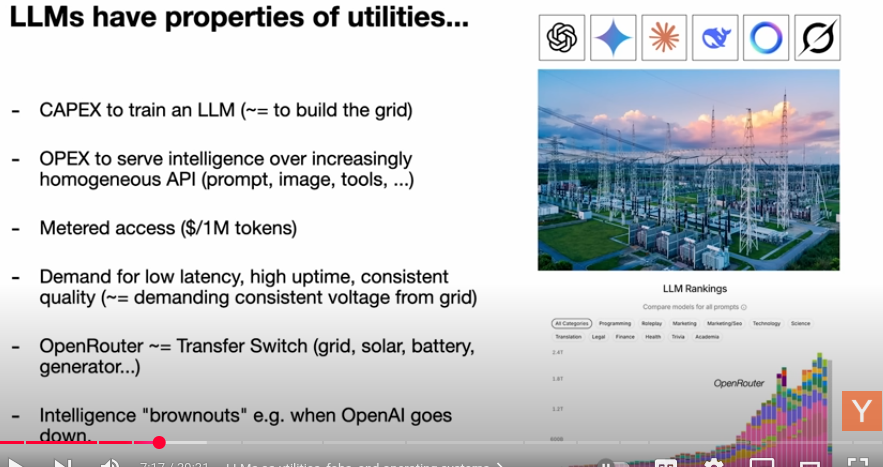 LLMs have properties of utilities...
- CAPEX to train an LLM (~= to build the grid)
- OPEX to serve intelligence over increasingly
homogeneous API (prompt, image, tools, ...)
- Metered access ($/1M tokens)
- Demand for low latency, high uptime, consistent
quality (~= demanding consistent voltage from grid)
- OpenRouter ~= Transfer Switch (grid, solar, battery,
generator...)
- Intelligence "brownouts" e.g. when OpenAI goes
down.
LLM Rankings
Compare models for all prompts
All Categories Programming Roleplay Marketing Marketing/Seo Technology Science
Translation Legal Finance Health Trivia Academia
2.4T
1.8T
1.2T
600B
OpenRouter
Y
7:17 / 39:31 LLMs as utilities, fabs, and operating systems